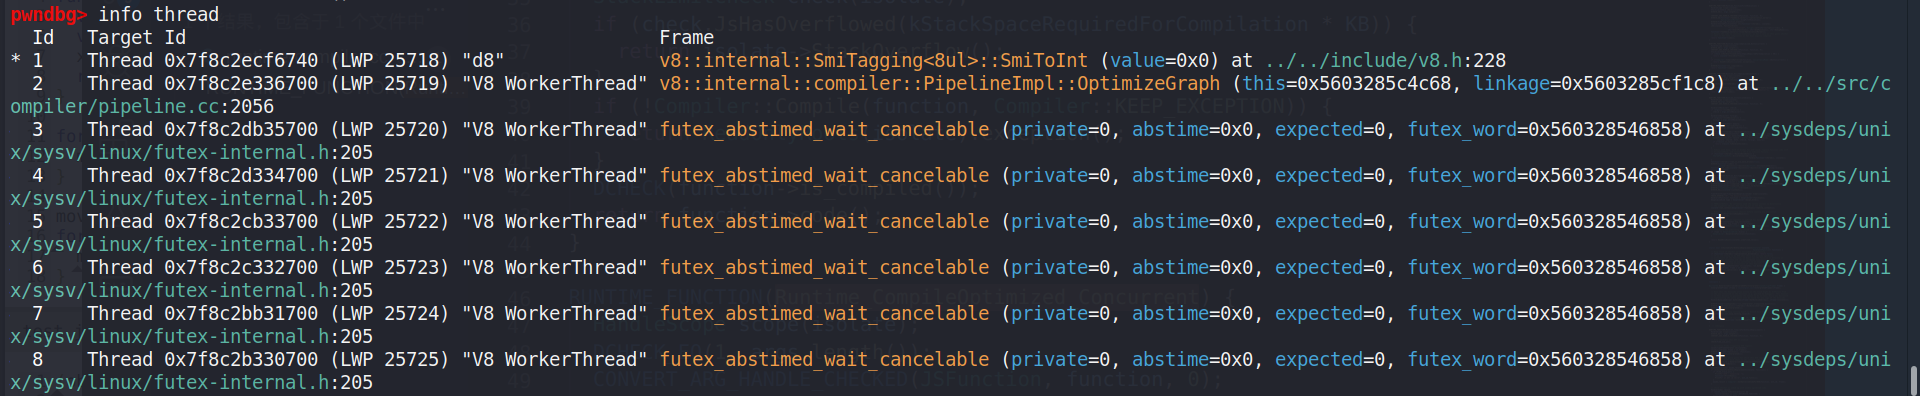 pwndbg> info thread
Id Target Id Frame
* 1 Thread 0x7f8c2ecf6740 (LWP 25718) "d8" v8::internal::SmiTagging<8ul>::SmiToInt (value=0x0) at ../../include/v8.h:228
2 Thread 0x7f8c2e336700 (LWP 25719) "V8 WorkerThread" v8::internal::compiler::PipelineImpl::OptimizeGraph (this=0x5603285c4c68, linkage=0x5603285cf1c8) at ../../src/c
ompiler/pipeline.cc:2056
3 Thread 0x7f8c2db35700 (LWP 25720) "V8 WorkerThread" futex_abstimed_wait_cancelable (private=0, abstime=0x0, expected=0, futex_word=0x560328546858) at ../sysdeps/uni
x/sysv/linux/futex-internal.h:205
4 Thread 0x7f8c2d334700 (LWP 25721) "V8 WorkerThread" futex_abstimed_wait_cancelable (private=0, abstime=0x0, expected=0, futex_word=0x560328546858) at ../sysdeps/uni
x/sysv/linux/futex-internal.h:205
5 Thread 0x7f8c2cb33700 (LWP 25722) "V8 WorkerThread" futex_abstimed_wait_cancelable (private=0, abstime=0x0, expected=0, futex_word=0x560328546858) at ../sysdeps/uni
x/sysv/linux/futex-internal.h:205
6 Thread 0x7f8c2c332700 (LWP 25723) "V8 WorkerThread" futex_abstimed_wait_cancelable (private=0, abstime=0x0, expected=0, futex_word=0x560328546858) at ../sysdeps/uni
x/sysv/linux/futex-internal.h:205
7 Thread 0x7f8c2bb31700 (LWP 25724) "V8 WorkerThread" futex_abstimed_wait_cancelable (private=0, abstime=0x0, expected=0, futex_word=0x560328546858) at ../sysdeps/uni
x/sysv/linux/futex-internal.h:205
8 Thread 0x7f8c2b330700 (LWP 25725) "V8 WorkerThread" futex_abstimed_wait_cancelable (private=0, abstime=0x0, expected=0, futex_word=0x560328546858) at ../sysdeps/uni
x/sysv/linux/futex-internal.h:205